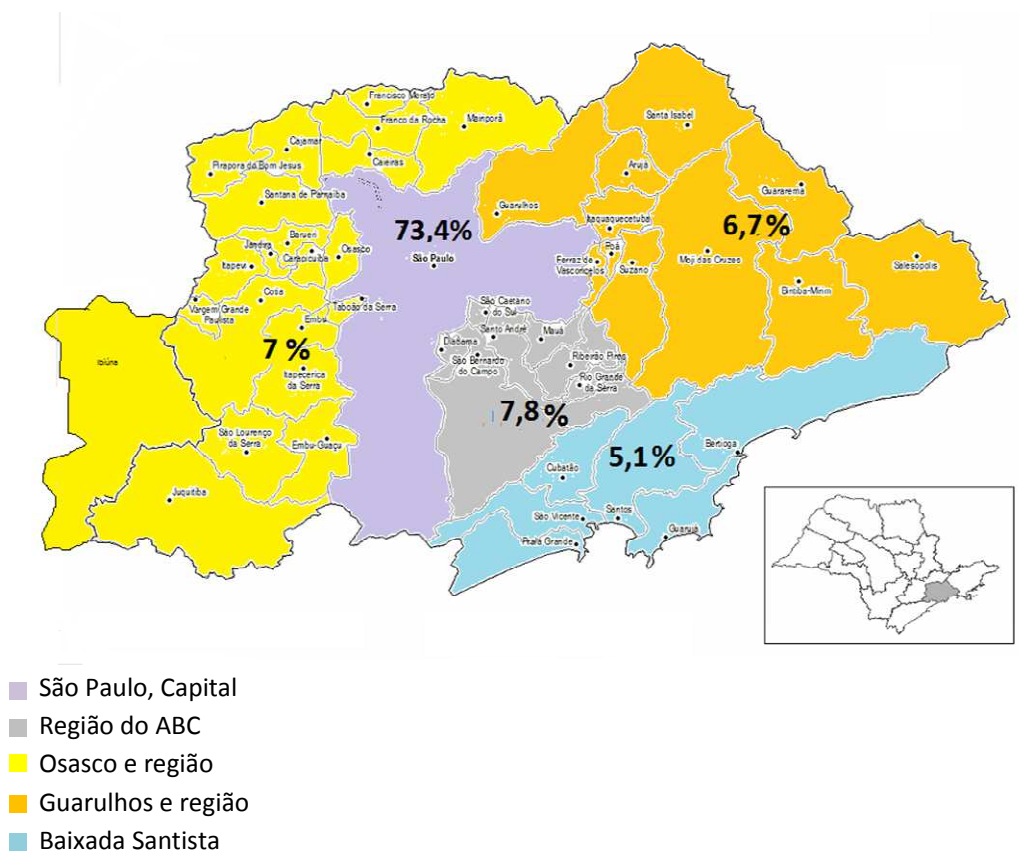 Francisco Morato
Franco da Rocha
Mairiporã
Cajamar
Caieiras
Pirapora do Bom Jesus
Santana de Parnaíba
Santa Isabel
Arujá
Guararema
Guarulhos
Itaquaquecetuba
6,7%
73,4%
São Paulo
Barueri
Jandira
Osasco
Carapicuíba
Itapevi
Poá
Ferraz de
Vasconcelos
Suzano
Moji das Cruzes
Salesópolis
Biritiba-Mirim
Cotia
Vargem Grande
Paulista
Taboão da Serra
Embu
7 %
Itapecerica
da Serra
Ibiúna
São Caetano
do Sul
Santo André
Mauá
Diadema
São Bernardo
do Campo
Ribeirão Pires
Rio Grande
da Serra
7,8%
São Lourenço
da Serra
Embu-Guaçu
Juquitiba
5,1%
Bertioga
Cubatão
São Vicente
Santos
Praia Grande
Guarujá
São Paulo, Capital
Região do ABC
Osasco e região
Guarulhos e região
Baixada Santista